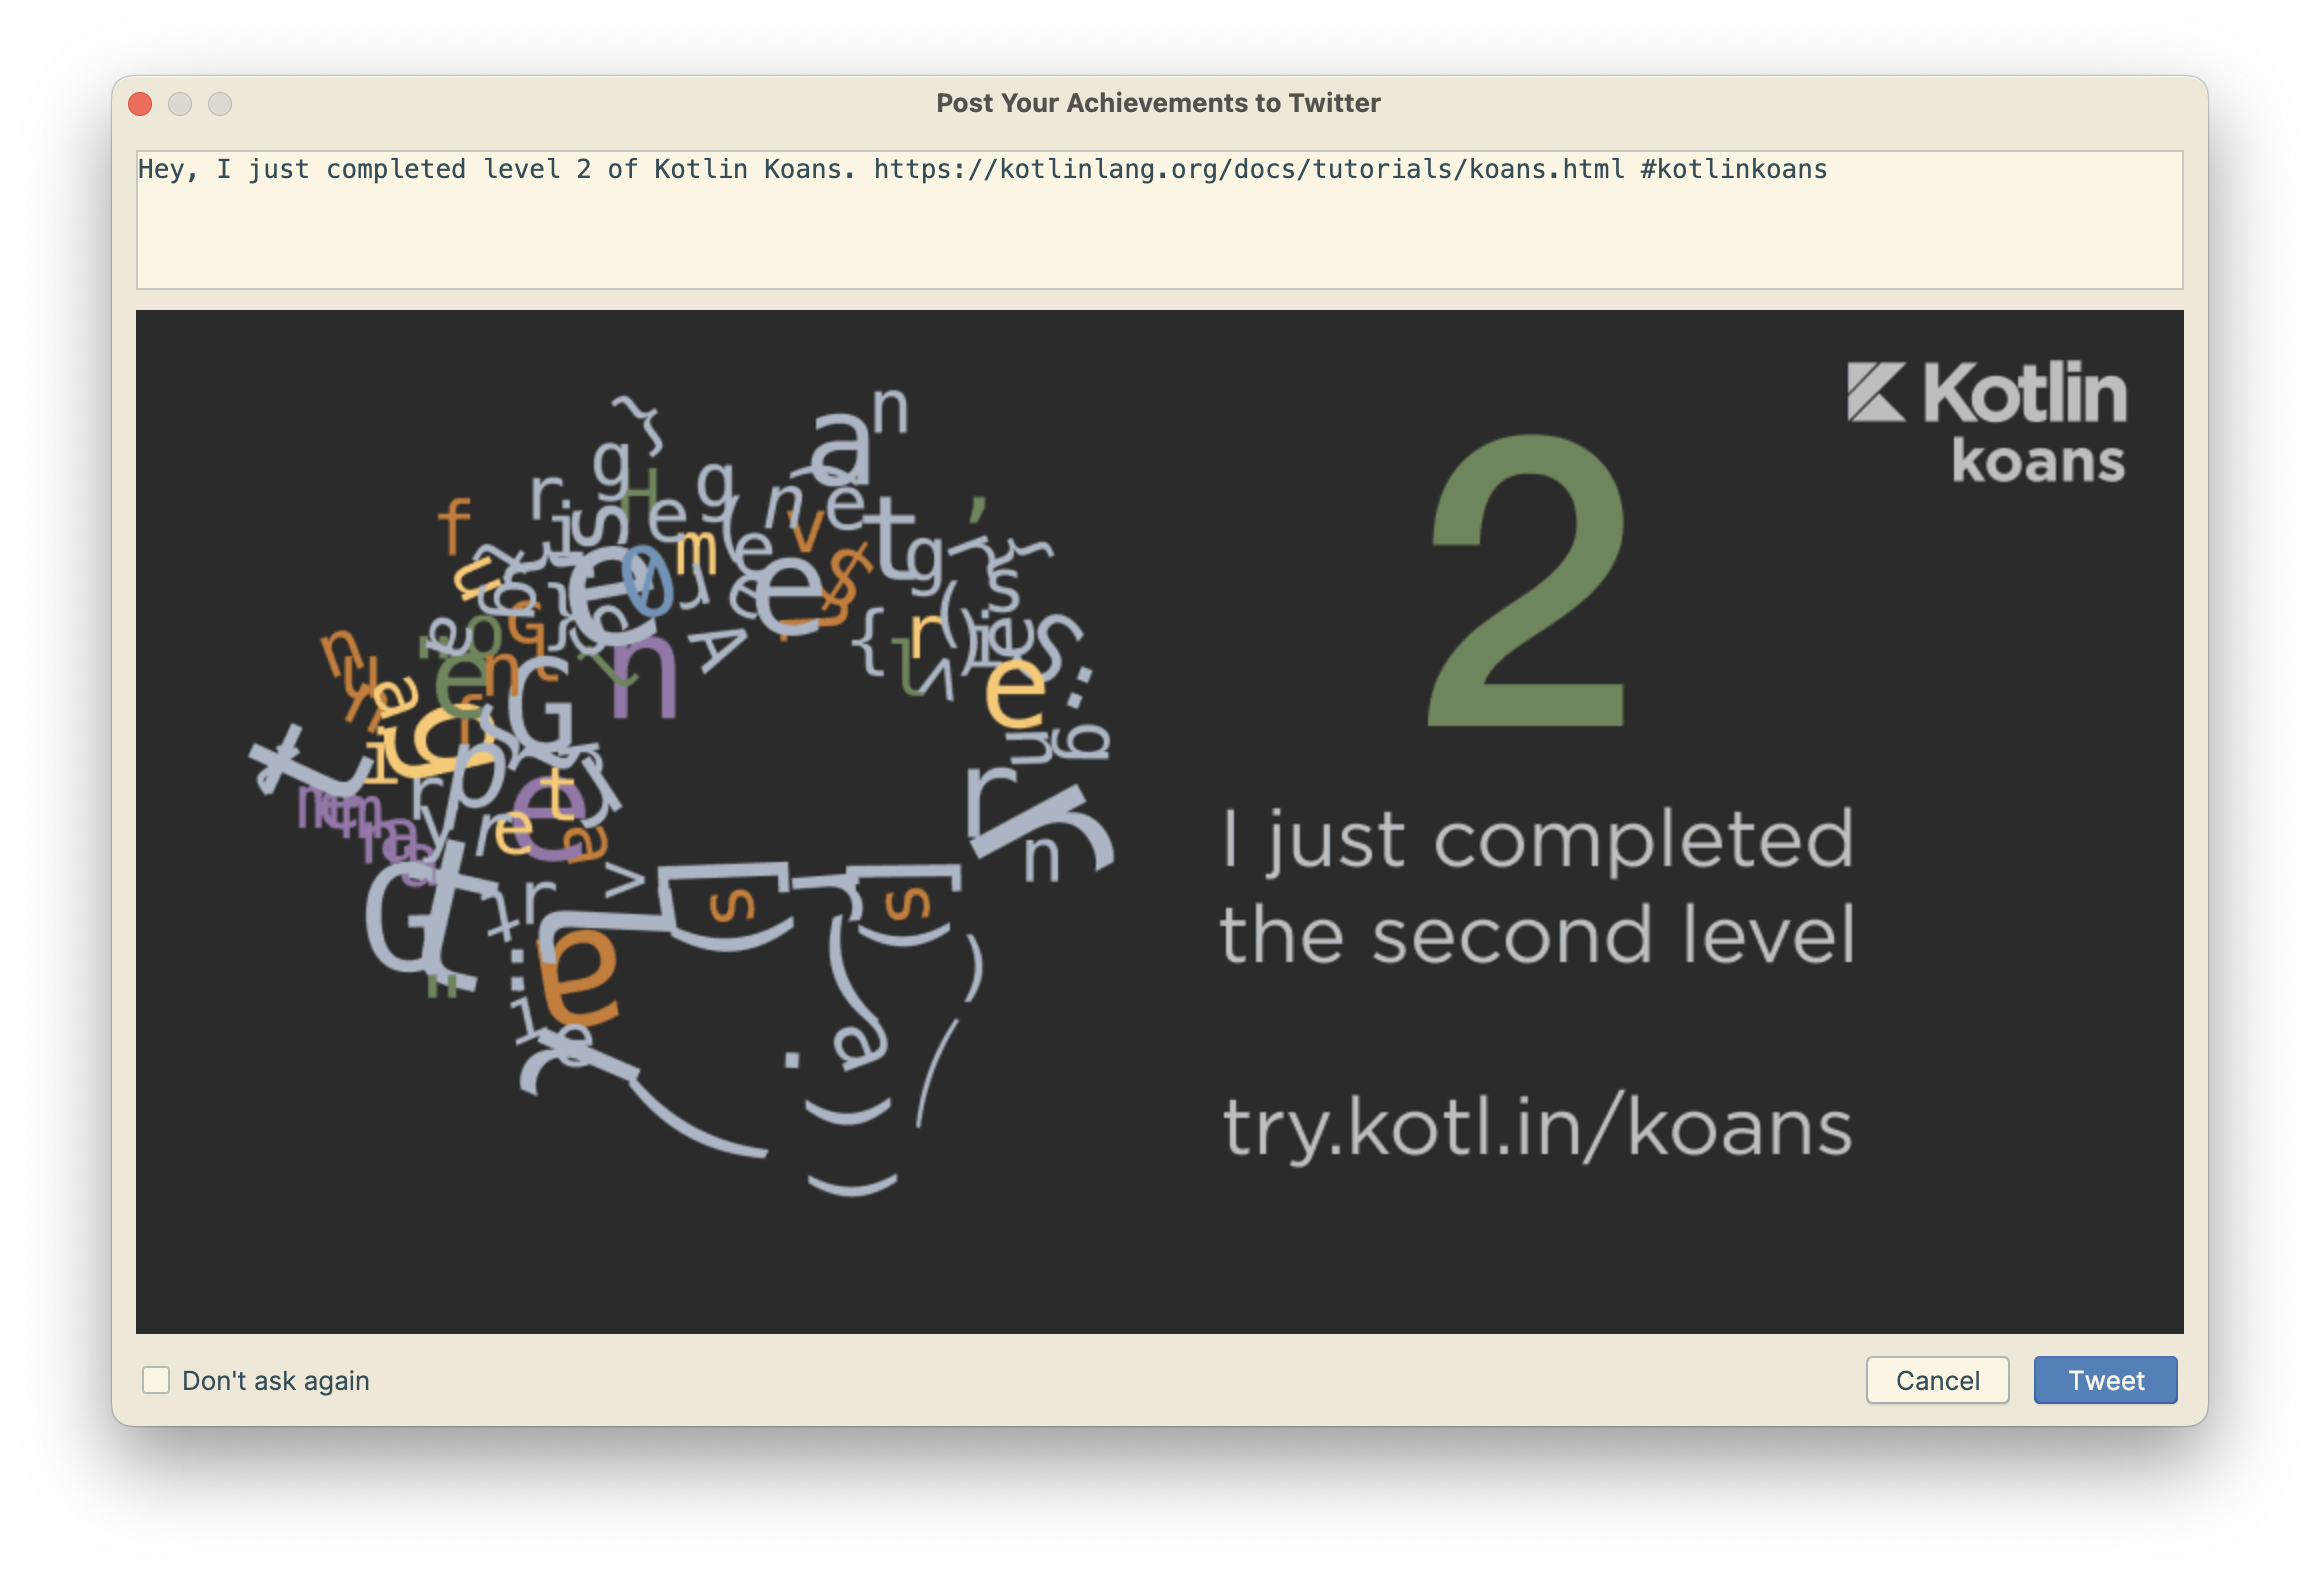 Post Your Achievements to Twitter
Hey, I just completed level 2 of Kotlin Koans. https://kotlinlang.org/docs/tutorials/koans.html #kotlinkoans
Kotlin
koans
2
I just completed
the second level
try.kotl.in/koans
Don't ask again
Cancel
Tweet